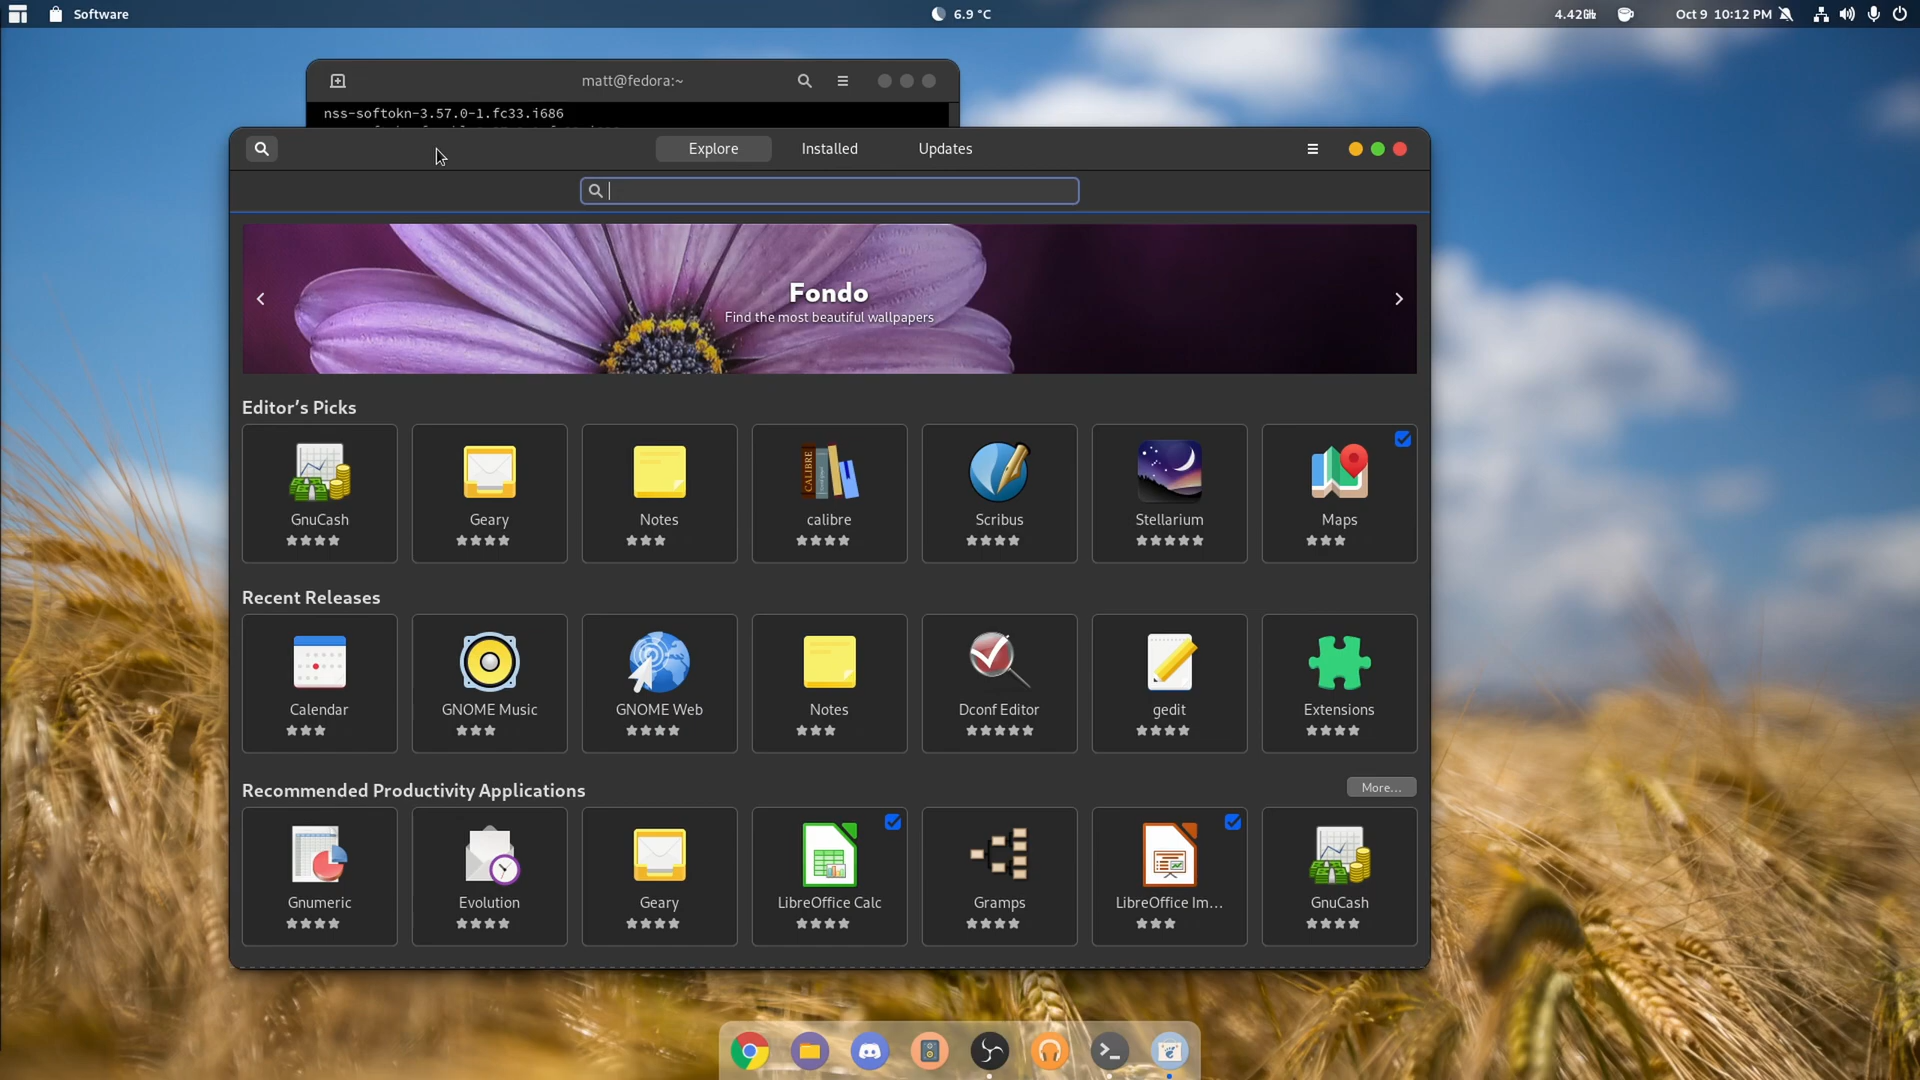 Software
6.9 °C
4.42GHz
Oct 9 10:12 PM
matt@fedora:~
nss-softokn-3.57.0-1.fc33.i686
Explore
Installed
Updates
Fondo
Find the most beautiful wallpapers
Editor's Picks
CALIBRE
GnuCash
Geary
Notes
calibre
Scribus
Stellarium
Maps
Recent Releases
Calendar
GNOME Music
GNOME Web
Notes
Dconf Editor
gedit
Extensions
Recommended Productivity Applications
More...
Gnumeric
Evolution
Geary
LibreOffice Calc
Gramps
LibreOffice Im...
GnuCash